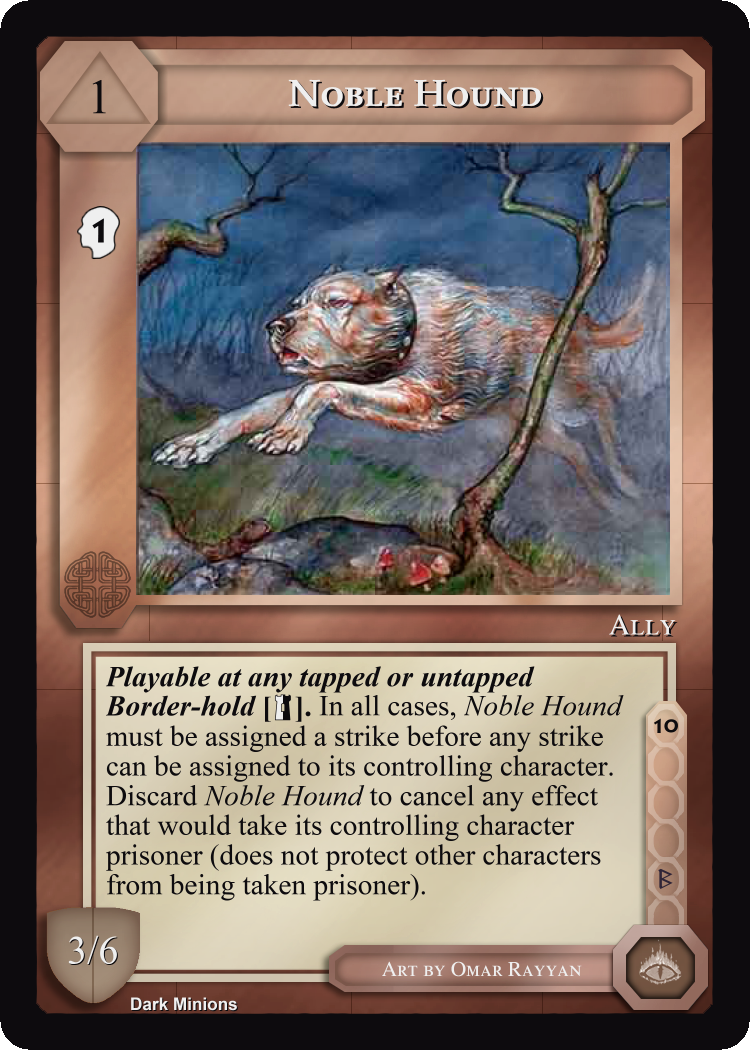 1
NOBLE HOUND
1
ALLY
Playable at any tapped or untapped
Border-hold []. In all cases, Noble Hound
must be assigned a strike before any strike
can be assigned to its controlling character.
Discard Noble Hound to cancel any effect
that would take its controlling character
prisoner (does not protect other characters
from being taken prisoner).
10
ᛒ
3/6
ART BY OMAR RAYYAN
Dark Minions